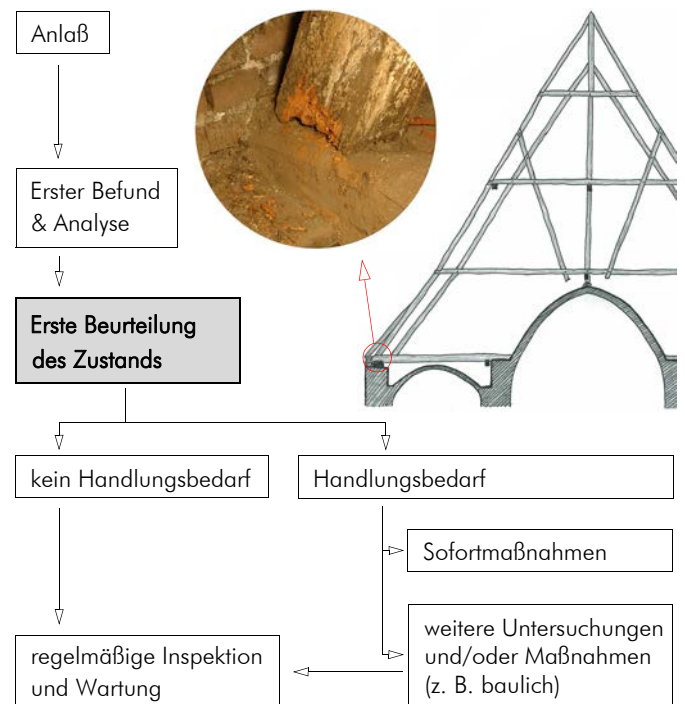 Anlaß
Erster Befund
& Analyse
Erste Beurteilung
des Zustands
kein Handlungsbedarf
Handlungsbedarf
Sofortmaßnahmen
weitere Untersuchungen
und/oder Maßnahmen
(z. B. baulich)
regelmäßige Inspektion
und Wartung